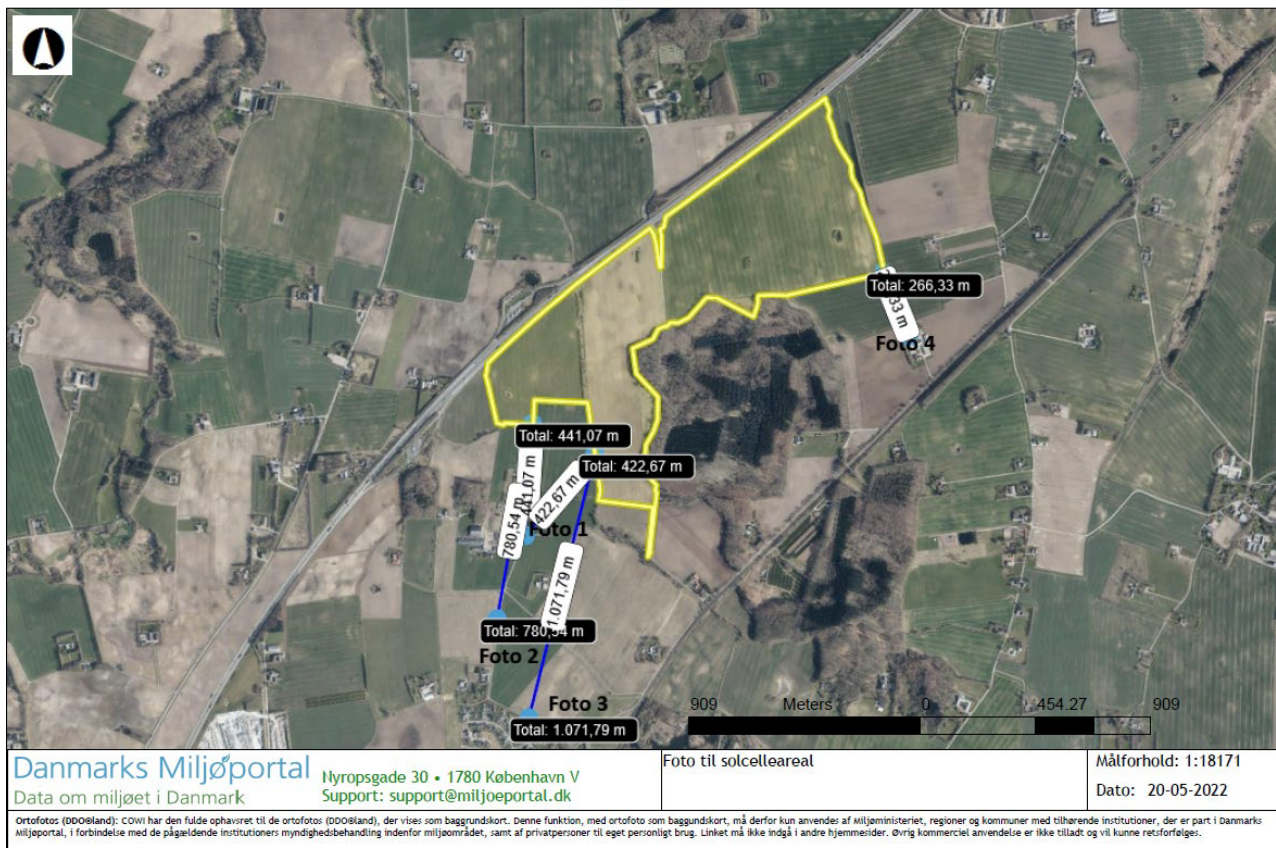 Total: 266,33 m
33 m
Foto 4
Total: 441,07 m
Total: 422,67 m
441,07 m
422,67 m
780,54 m
Foto 1
1.071,79 m
Total: 780,54 m
Foto 2
Foto 3
Total: 1.071,79 m
909 Meters 0 454.27 909
Danmarks Miljøportal
Data om miljøet i Danmark
Nyropsgade 30 • 1780 København V
Support: support@miljoeportal.dk
Foto til solcelleareal
Målforhold: 1:18171
Dato: 20-05-2022
Ortofotos (DDO®land): COWI har den fulde ophavsret til de ortofotos (DDO®land), der vises som baggrundskort. Denne funktion, med ortofoto som baggundskort, må derfor kun anvendes af Miljøministeriet, regioner og kommuner med tilhørende institutioner, der er part i Danmarks
Miljøportal, i forbindelse med de pågældende institutioners myndighedsbehandling indenfor miljøområdet, samt af privatpersoner til eget personligt brug. Linket må ikke indgå i andre hjemmesider. Øvrig kommerciel anvendelse er ikke tilladt og vil kunne retsforfølges.